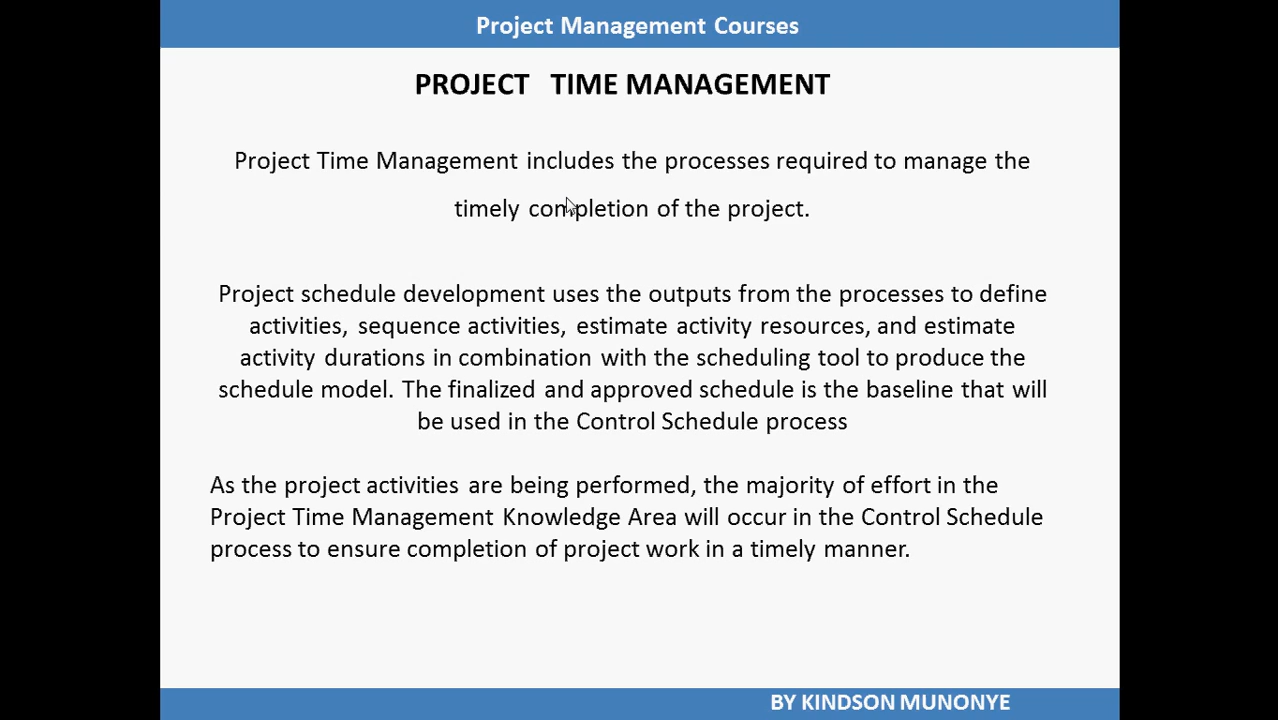 Project Management Courses
PROJECT TIME MANAGEMENT
Project Time Management includes the processes required to manage the
timely completion of the project.
Project schedule development uses the outputs from the processes to define
activities, sequence activities, estimate activity resources, and estimate
activity durations in combination with the scheduling tool to produce the
schedule model. The finalized and approved schedule is the baseline that will
be used in the Control Schedule process
As the project activities are being performed, the majority of effort in the
Project Time Management Knowledge Area will occur in the Control Schedule
process to ensure completion of project work in a timely manner.
BY KINDSON MUNONYE